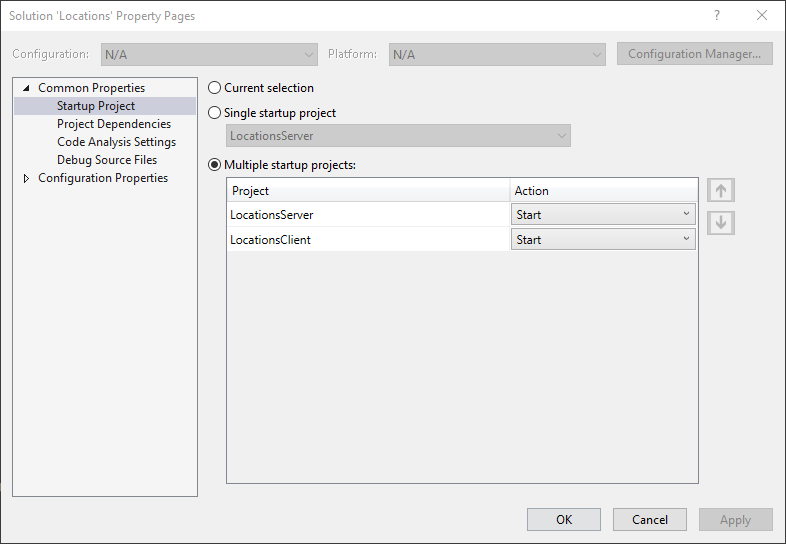 Solution 'Locations' Property Pages
?
Configuration: N/A Platform: N/A Configuration Manager...
Common Properties
Startup Project
Project Dependencies
Code Analysis Settings
Debug Source Files
Configuration Properties
Current selection
Single startup project
LocationsServer
Multiple startup projects:
Project Action
LocationsServer Start
LocationsClient Start
OK Cancel Apply